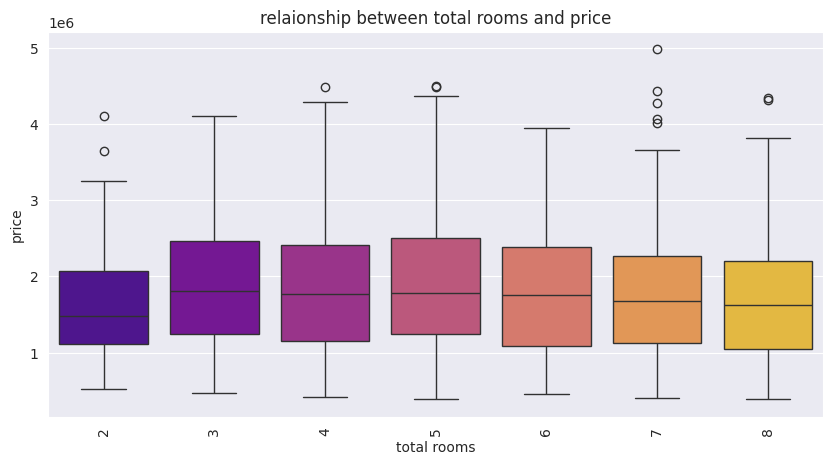 relaionship between total rooms and price
1e6
5
4
3
2
1
price
2 3 4 5 6 7 8
total rooms